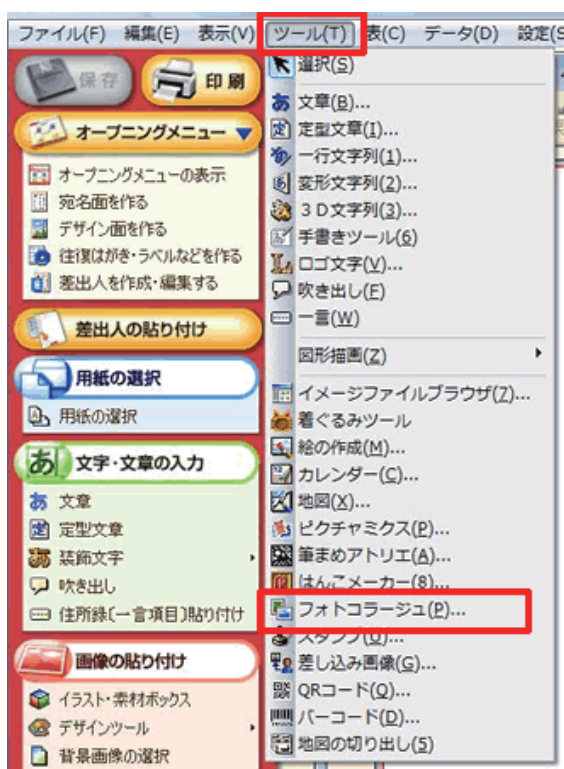 ファイル(F) 編集(E) 表示(V) ツール(T) 表(C) データ(D) 設定(S
保存 印刷
オープニングメニュー
オープニングメニューの表示
宛名面を作る
デザイン面を作る
往復はがき・ラベルなどを作る
差出人を作成・編集する
差出人の貼り付け
用紙の選択
用紙の選択
文字・文章の入力
文章
定型文章
装飾文字
吹き出し
住所録(一言項目)貼り付け
画像の貼り付け
イラスト・素材ボックス
デザインツール
背景画像の選択
選択(S)
文章(B)...
定型文章(I)...
一行文字列(1)...
変形文字列(2)...
3D文字列(3)...
手書きツール(6)
ロゴ文字(V)...
吹き出し(F)
一言(W)
図形描画(Z)
イメージファイルブラウザ(7)...
着ぐるみツール
絵の作成(M)...
カレンダー(C)...
地図(X)...
ピクチャミクス(P)...
筆まめアトリエ(A)...
はんこメーカー(8)...
フォトコラージュ(P)...
スタンプ(U)...
差し込み画像(G)...
QRコード(Q)...
バーコード(D)...
地図の切り出し(5)